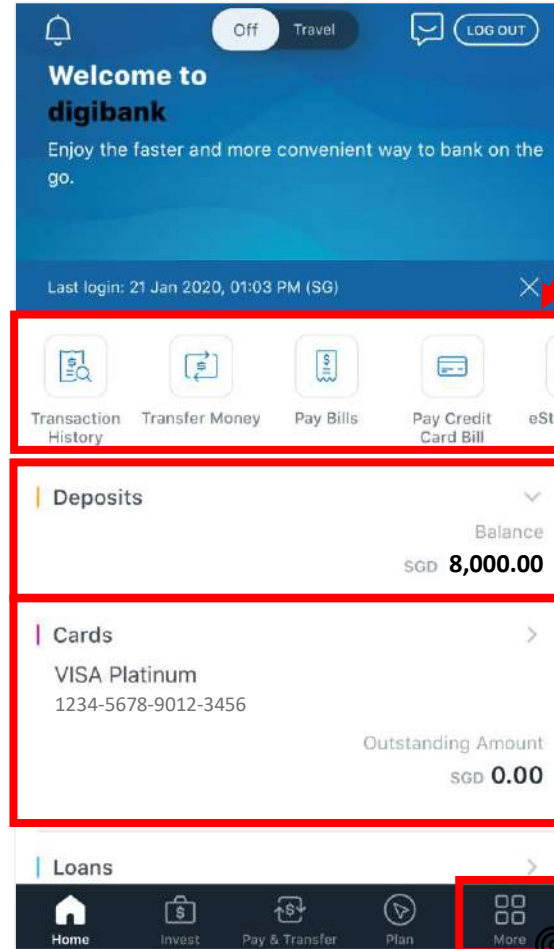 Off Travel LOG OUT
Welcome to
digibank
Enjoy the faster and more convenient way to bank on the
go.
Last login: 21 Jan 2020, 01:03 PM (SG)
Transaction Transfer Money Pay Bills Pay Credit eSt
History Card Bill
Deposits
Balance
SGD 8,000.00
Cards
VISA Platinum
1234-5678-9012-3456
Outstanding Amount
SGD 0.00
Loans
Home Invest Pay & Transfer Plan More